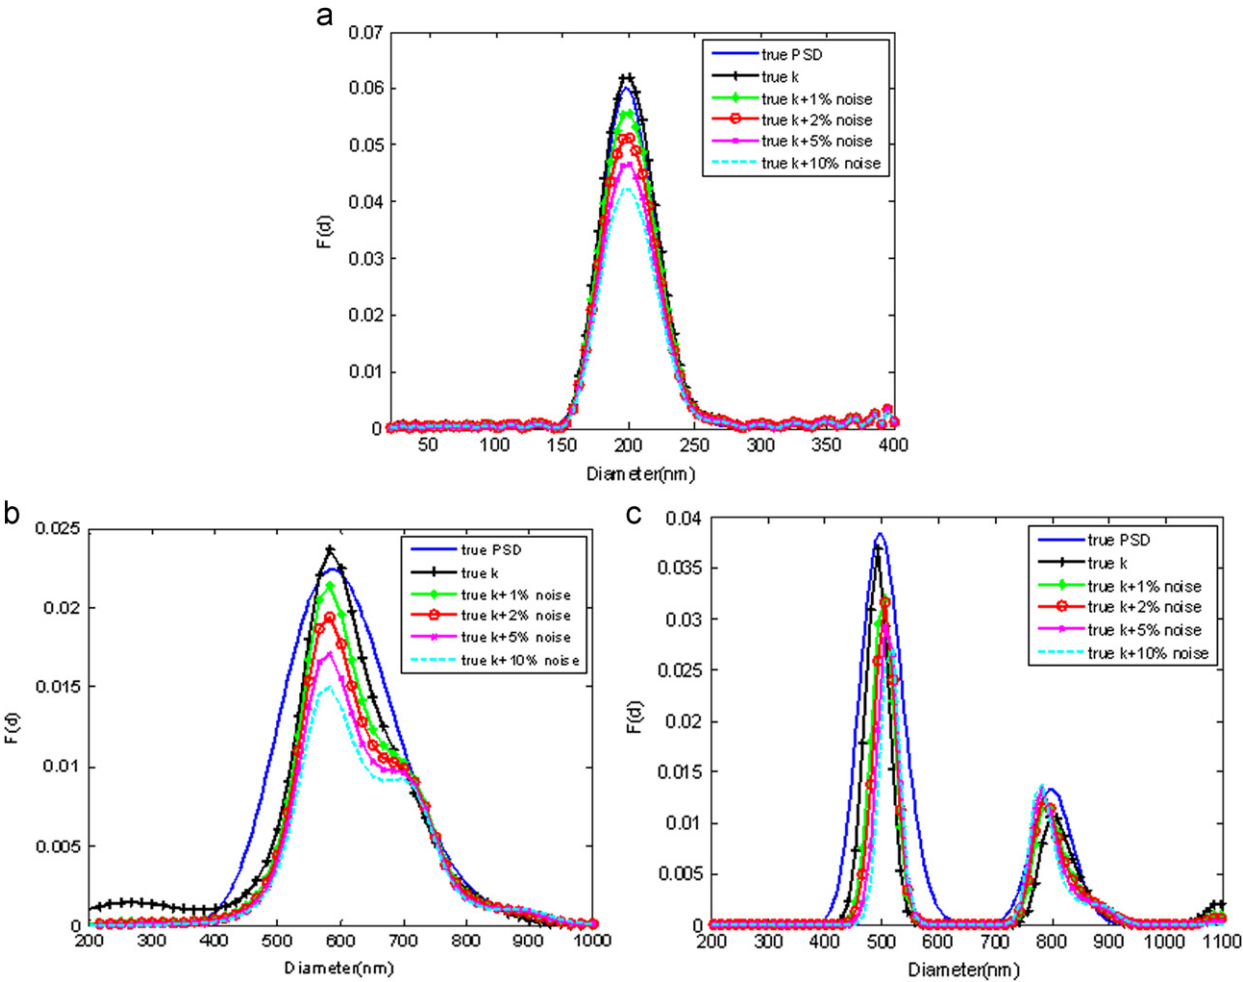 a
0.07
0.06
0.05
0.04
0.03
0.02
0.01
0
F(d)
50 100 150 200 250 300 350 400
Diameter(nm)
true PSD
true k
true k+1% noise
true k+2% noise
true k+5% noise
true k+10% noise
b
0.025
0.02
0.015
0.01
0.005
0
F(d)
200 300 400 500 600 700 800 900 1000
Diameter(nm)
true PSD
true k
true k+1% noise
true k+2% noise
true k+5% noise
true k+10% noise
c
0.04
0.035
0.03
0.025
0.02
0.015
0.01
0.005
0
F(d)
200 300 400 500 600 700 800 900 1000 1100
Diameter(nm)
true PSD
true k
true k+1% noise
true k+2% noise
true k+5% noise
true k+10% noise